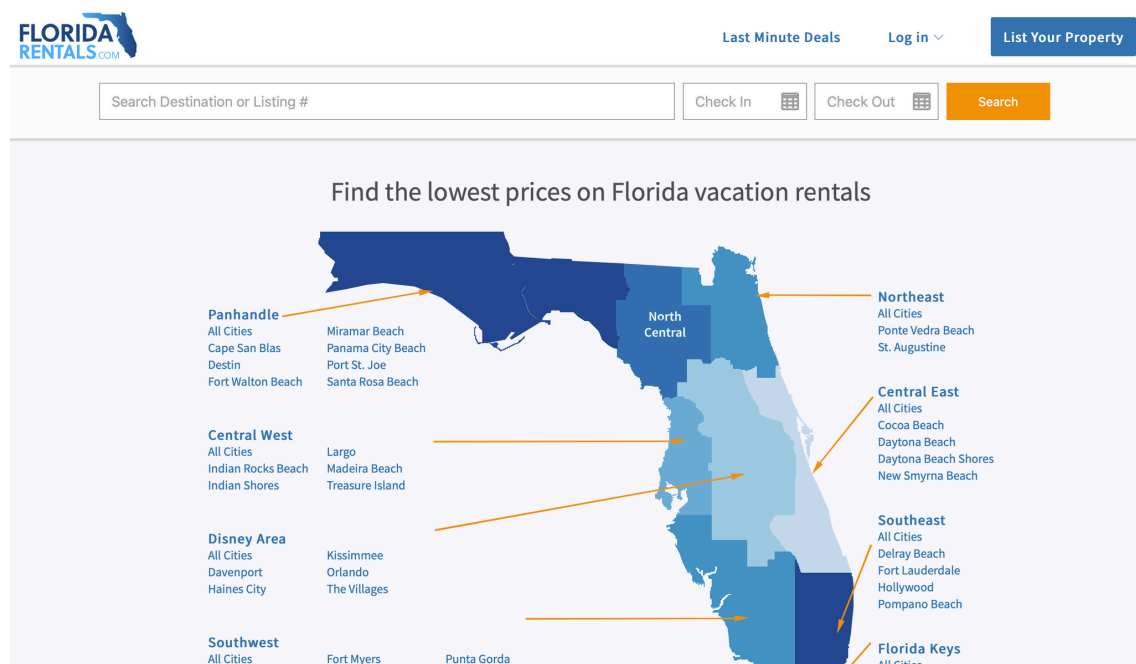 FLORIDA
RENTALS.COM
Last Minute Deals
Log in
List Your Property
Search Destination or Listing #
Check In
Check Out
Search
Find the lowest prices on Florida vacation rentals
Panhandle
All Cities
Cape San Blas
Destin
Fort Walton Beach
Miramar Beach
Panama City Beach
Port St. Joe
Santa Rosa Beach
North
Central
Northeast
All Cities
Ponte Vedra Beach
St. Augustine
Central West
All Cities
Indian Rocks Beach
Indian Shores
Largo
Madeira Beach
Treasure Island
Central East
All Cities
Cocoa Beach
Daytona Beach
Daytona Beach Shores
New Smyrna Beach
Disney Area
All Cities
Davenport
Haines City
Kissimmee
Orlando
The Villages
Southeast
All Cities
Delray Beach
Fort Lauderdale
Hollywood
Pompano Beach
Southwest
All Cities
Fort Myers
Punta Gorda
Florida Keys
All Cities